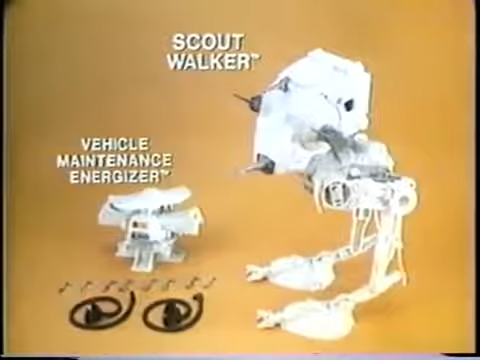 SCOUT
WALKER™
VEHICLE
MAINTENANCE
ENERGIZER™